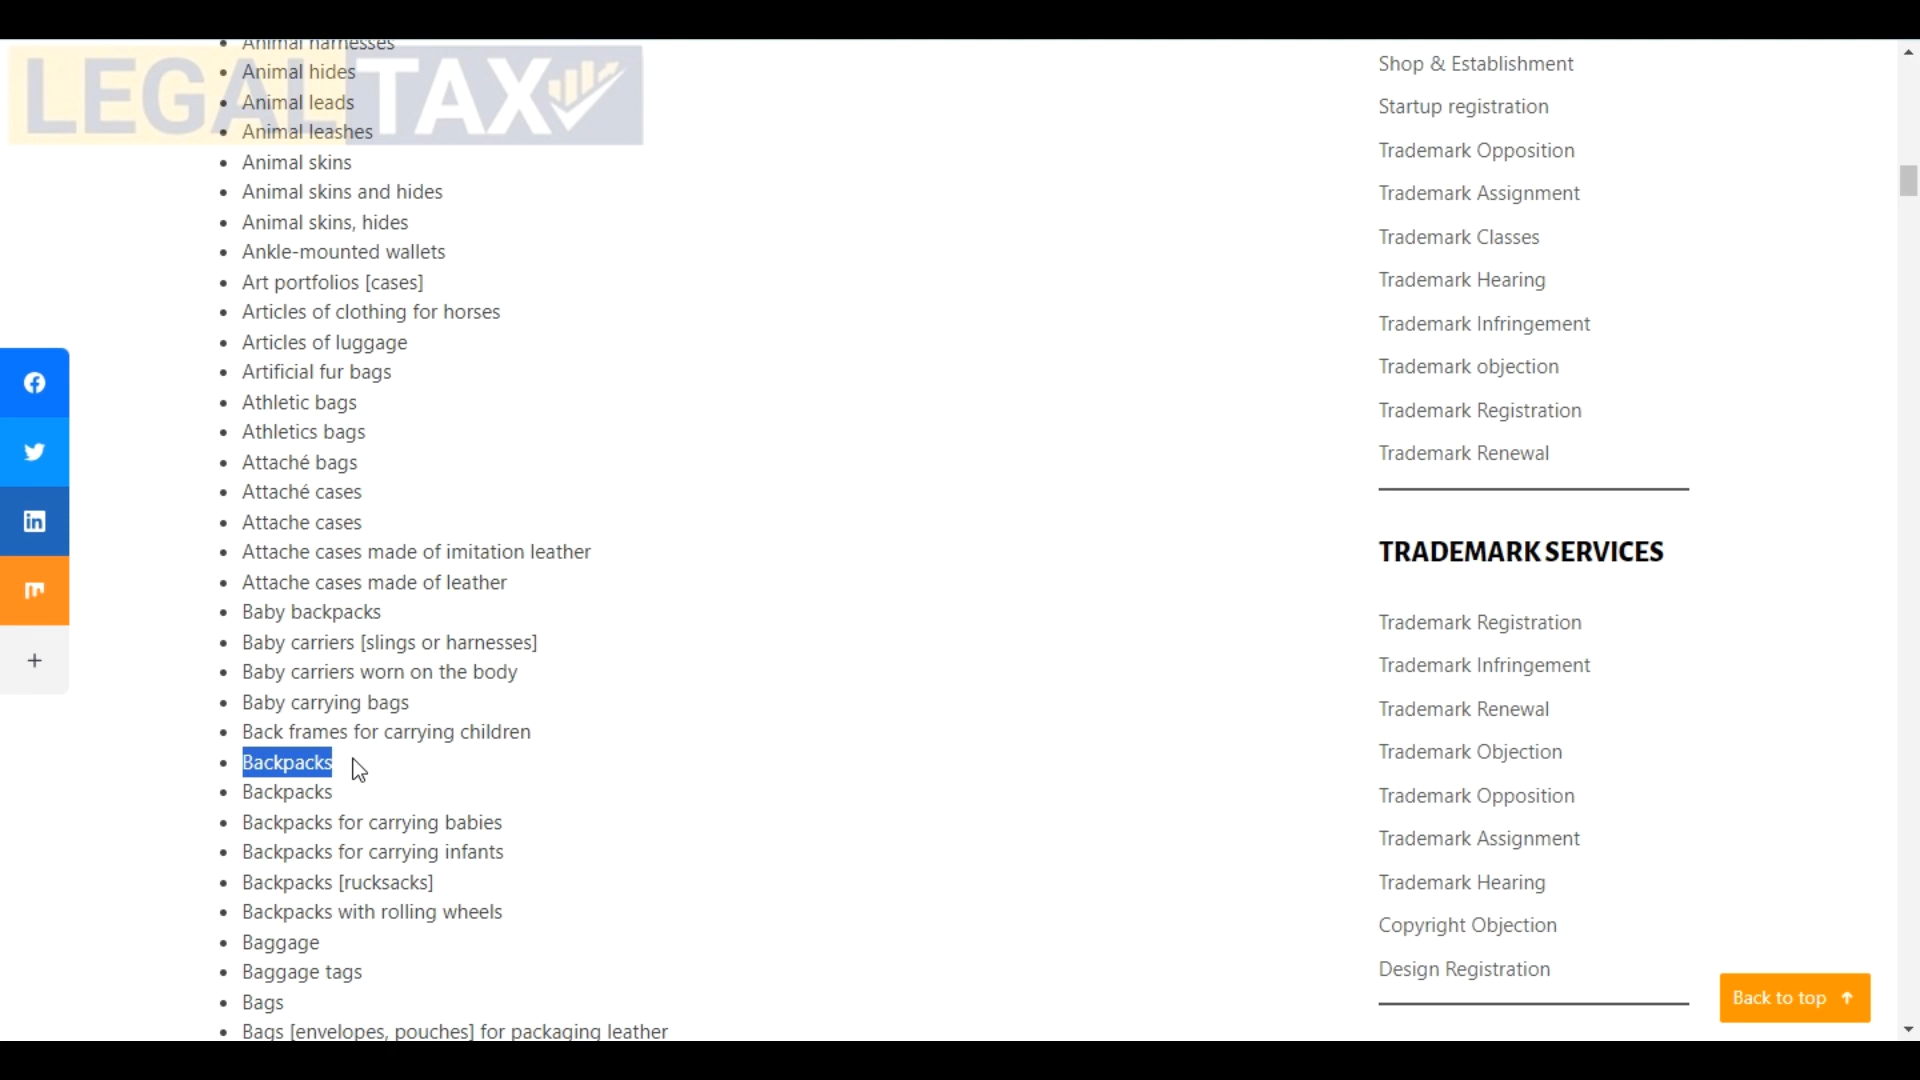 LEGALTAX
Animal harnesses
Animal hides
Animal leads
Animal leashes
Animal skins
Animal skins and hides
Animal skins, hides
Ankle-mounted wallets
Art portfolios [cases]
Articles of clothing for horses
Articles of luggage
Artificial fur bags
Athletic bags
Athletics bags
Attaché bags
Attaché cases
Attache cases
Attache cases made of imitation leather
Attache cases made of leather
Baby backpacks
Baby carriers [slings or harnesses]
Baby carriers worn on the body
Baby carrying bags
Back frames for carrying children
Backpacks
Backpacks
Backpacks for carrying babies
Backpacks for carrying infants
Backpacks [rucksacks]
Backpacks with rolling wheels
Baggage
Baggage tags
Bags
Bags [envelopes, pouches] for packaging leather
Shop & Establishment
Startup registration
Trademark Opposition
Trademark Assignment
Trademark Classes
Trademark Hearing
Trademark Infringement
Trademark objection
Trademark Registration
Trademark Renewal
TRADEMARK SERVICES
Trademark Registration
Trademark Infringement
Trademark Renewal
Trademark Objection
Trademark Opposition
Trademark Assignment
Trademark Hearing
Copyright Objection
Design Registration
Back to top